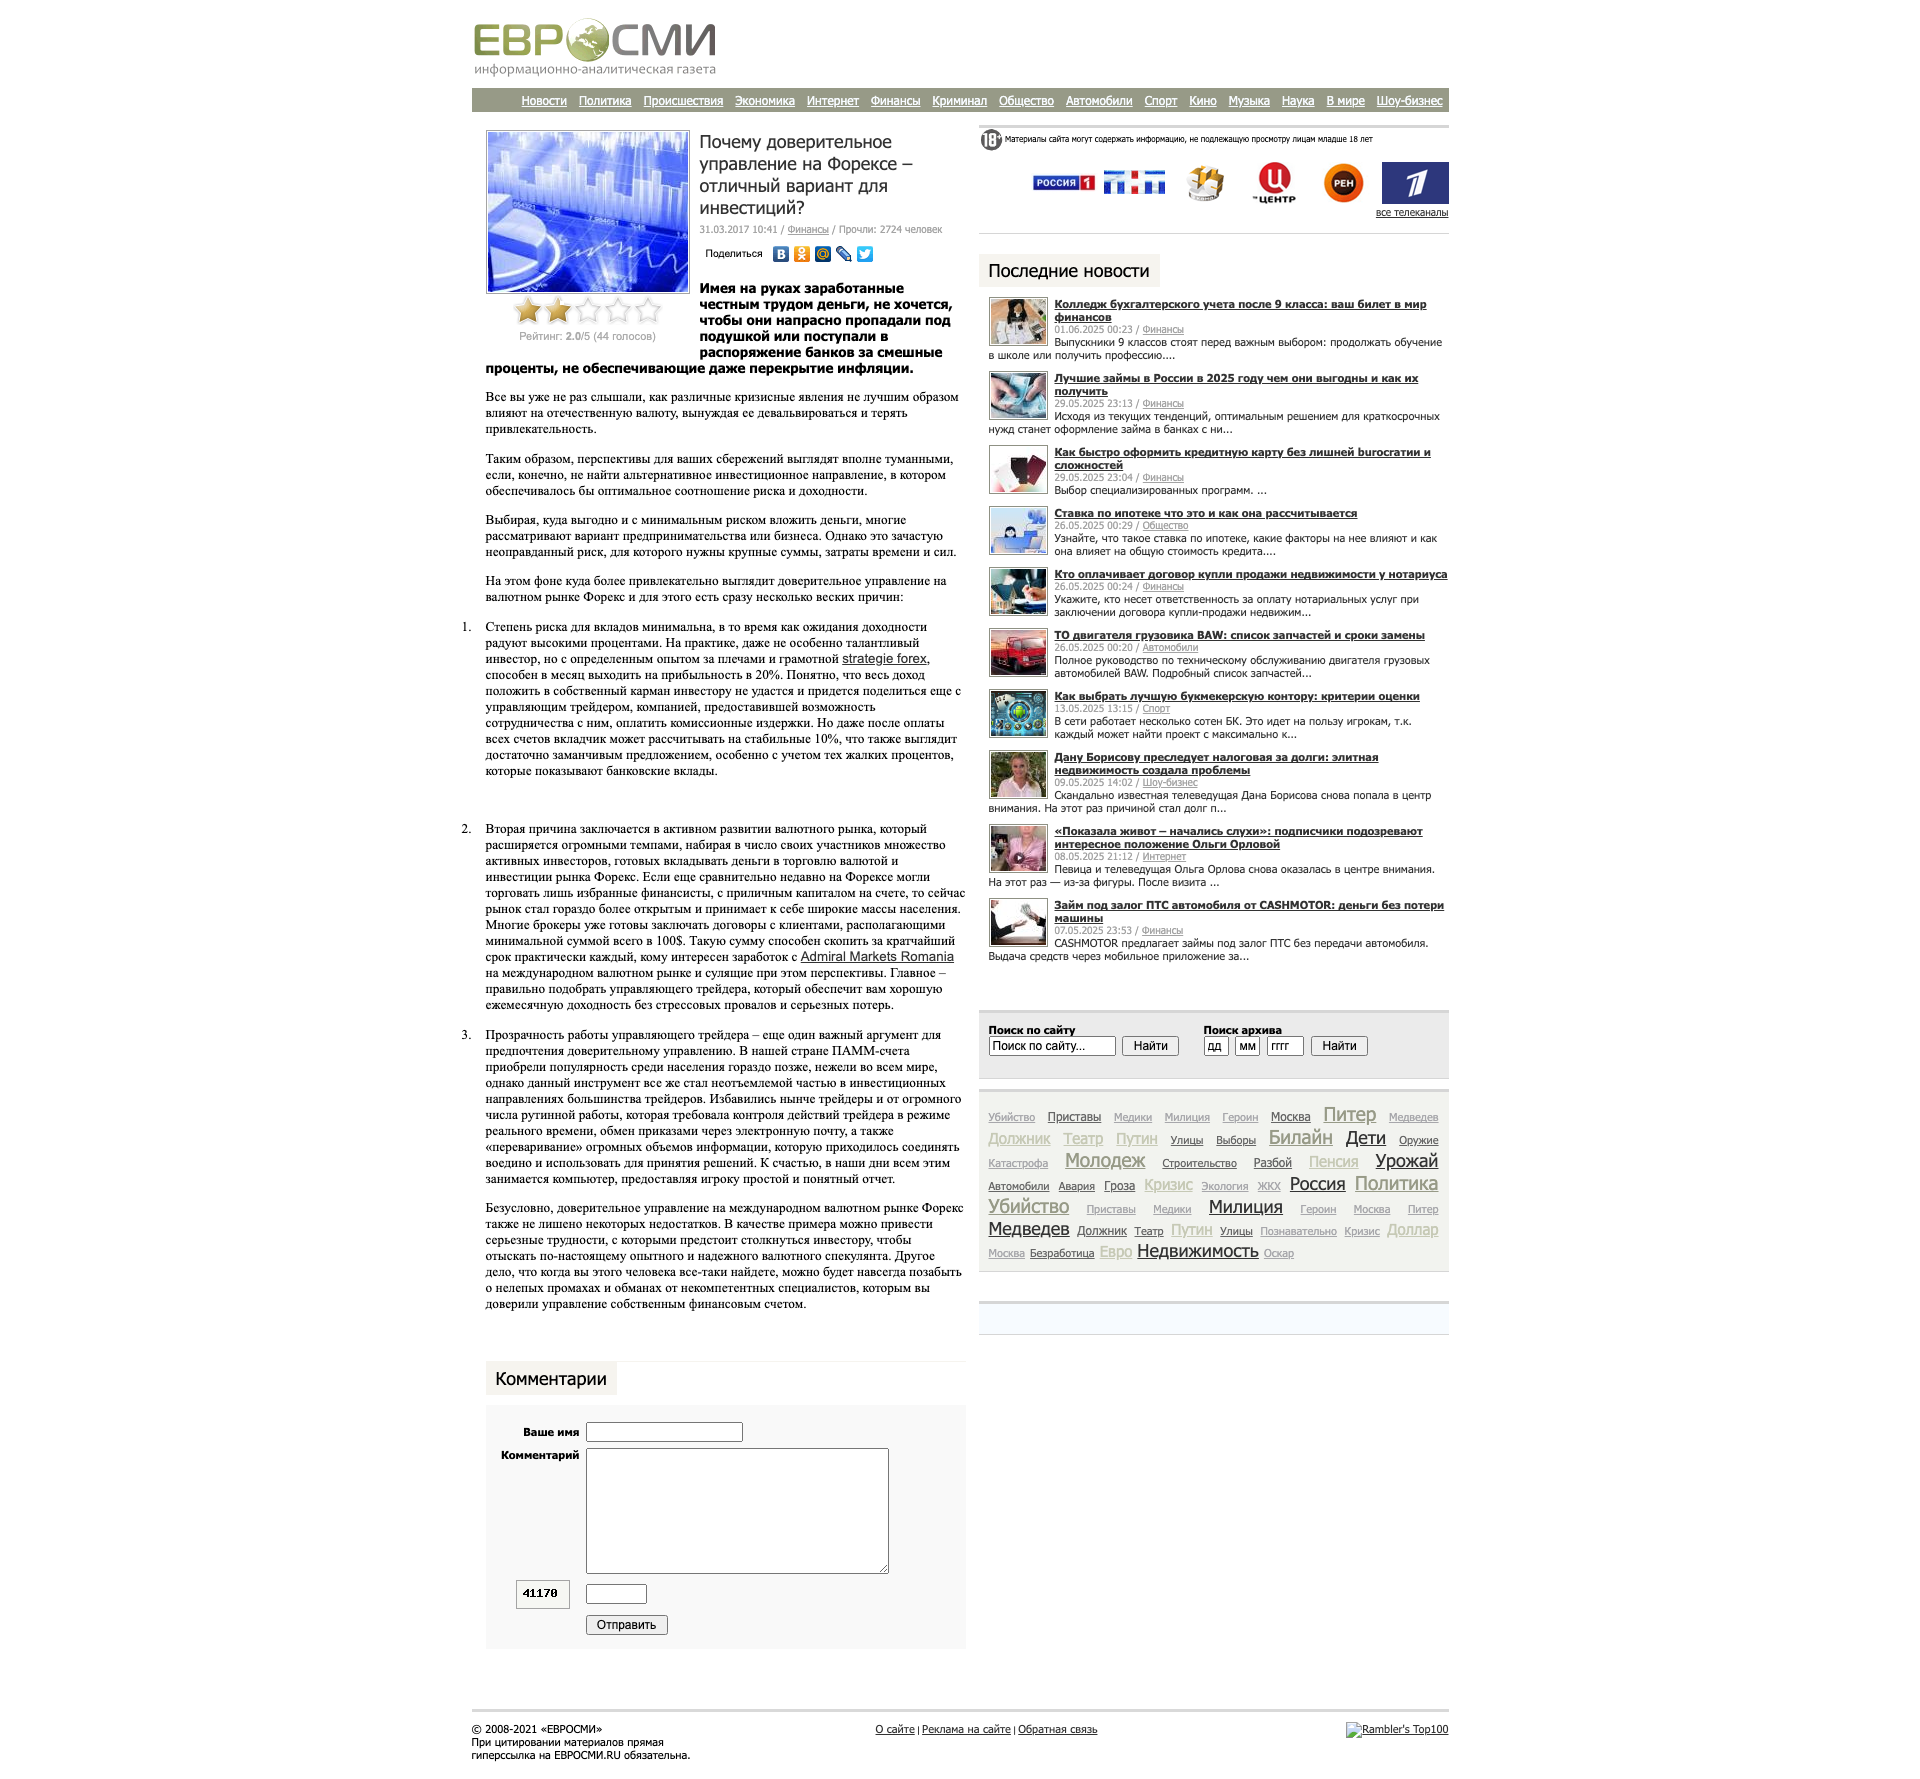 ЕВРОСМИ
информационно-аналитическая газета
Новости Политика Происшествия Экономика Интернет Финансы Криминал Общество Автомобили Спорт Кино Музыка Наука В мире Шоу-бизнес
Почему доверительное
управление на Форексе –
отличный вариант для
инвестиций?
31.03.2017 10:41 / Финансы / Прочли: 2724 человек
Поделиться
Рейтинг: 2.0/5 (44 голосов)
Имея на руках заработанные
честным трудом деньги, не хочется,
чтобы они напрасно пропадали под
подушкой или поступали в
распоряжение банков за смешные
проценты, не обеспечивающие даже перекрытие инфляции.
Все вы уже не раз слышали, как различные кризисные явления не лучшим образом
влияют на отечественную валюту, вынуждая ее девальвироваться и терять
привлекательность.
Таким образом, перспективы для ваших сбережений выглядят вполне туманными,
если, конечно, не найти альтернативное инвестиционное направление, в котором
обеспечивалось бы оптимальное соотношение риска и доходности.
Выбирая, куда выгодно и с минимальным риском вложить деньги, многие
рассматривают вариант предпринимательства или бизнеса. Однако это зачастую
неоправданный риск, для которого нужны крупные суммы, затраты времени и сил.
На этом фоне куда более привлекательно выглядит доверительное управление на
валютном рынке Форекс и для этого есть сразу несколько веских причин:
1. Степень риска для вкладов минимальна, в то время как ожидания доходности
радуют высокими процентами. На практике, даже не особенно талантливый
инвестор, но с определенным опытом за плечами и грамотной strategie forex,
способен в месяц выходить на прибыльность в 20%. Понятно, что весь доход
положить в собственный карман инвестору не удастся и придется поделиться еще с
управляющим трейдером, компанией, предоставившей возможность
сотрудничества с ним, оплатить комиссионные издержки. Но даже после оплаты
всех счетов вкладчик может рассчитывать на стабильные 10%, что также выглядит
достаточно заманчивым предложением, особенно с учетом тех жалких процентов,
которые показывают банковские вклады.
2. Вторая причина заключается в активном развитии валютного рынка, который
расширяется огромными темпами, набирая в число своих участников множество
активных инвесторов, готовых вкладывать деньги в торговлю валютой и
инвестиции рынка Форекс. Если еще сравнительно недавно на Форексе могли
торговать лишь избранные финансисты, с приличным капиталом на счете, то сейчас
рынок стал гораздо более открытым и принимает к себе широкие массы населения.
Многие брокеры уже готовы заключать договоры с клиентами, располагающими
минимальной суммой всего в 100$. Такую сумму способен скопить за кратчайший
срок практически каждый, кому интересен заработок с Admiral Markets Romania
на международном валютном рынке и сулящие при этом перспективы. Главное –
правильно подобрать управляющего трейдера, который обеспечит вам хорошую
ежемесячную доходность без стрессовых провалов и серьезных потерь.
3. Прозрачность работы управляющего трейдера – еще один важный аргумент для
предпочтения доверительному управлению. В нашей стране ПАММ-счета
приобрели популярность среди населения гораздо позже, нежели во всем мире,
однако данный инструмент все же стал неотъемлемой частью в инвестиционных
направлениях большинства трейдеров. Избавились нынче трейдеры и от огромного
числа рутинной работы, которая требовала контроля действий трейдера в режиме
реального времени, обмен приказами через электронную почту, а также
«переваривание» огромных объемов информации, которую приходилось соединять
воедино и использовать для принятия решений. К счастью, в наши дни всем этим
занимается компьютер, предоставляя игроку простой и понятный отчет.
Безусловно, доверительное управление на международном валютном рынке Форекс
также не лишено некоторых недостатков. В качестве примера можно привести
серьезные трудности, с которыми предстоит столкнуться инвестору, чтобы
отыскать по-настоящему опытного и надежного валютного спекулянта. Другое
дело, что когда вы этого человека все-таки найдете, можно будет навсегда позабыть
о нелепых промахах и обманах от некомпетентных специалистов, которым вы
доверили управление собственным финансовым счетом.
Комментарии
Ваше имя
Комментарий
41170
Отправить
18+ Материалы сайта могут содержать информацию, не подлежащую просмотру лицам младше 18 лет
РОССИЯ 1
ЦЕНТР
РЕН
все телеканалы
Последние новости
Колледж бухгалтерского учета после 9 класса: ваш билет в мир
финансов
01.06.2025 00:23 / Финансы
Выпускники 9 классов стоят перед важным выбором: продолжать обучение
в школе или получить профессию....
Лучшие займы в России в 2025 году чем они выгодны и как их
получить
29.05.2025 23:13 / Финансы
Исходя из текущих тенденций, оптимальным решением для краткосрочных
нужд станет оформление займа в банках с ни...
Как быстро оформить кредитную карту без лишней buroсгатии и
сложностей
29.05.2025 23:04 / Финансы
Выбор специализированных программ. ...
Ставка по ипотеке что это и как она рассчитывается
26.05.2025 00:29 / Общество
Узнайте, что такое ставка по ипотеке, какие факторы на нее влияют и как
она влияет на общую стоимость кредита....
Кто оплачивает договор купли продажи недвижимости у нотариуса
26.05.2025 00:24 / Финансы
Укажите, кто несет ответственность за оплату нотариальных услуг при
заключении договора купли-продажи недвижим...
ТО двигателя грузовика BAW: список запчастей и сроки замены
26.05.2025 00:20 / Автомобили
Полное руководство по техническому обслуживанию двигателя грузовых
автомобилей BAW. Подробный список запчастей...
Как выбрать лучшую букмекерскую контору: критерии оценки
13.05.2025 13:15 / Спорт
В сети работает несколько сотен БК. Это идет на пользу игрокам, т.к.
каждый может найти проект с максимально к...
Дану Борисову преследует налоговая за долги: элитная
недвижимость создала проблемы
09.05.2025 14:02 / Шоу-бизнес
Скандально известная телеведущая Дана Борисова снова попала в центр
внимания. На этот раз причиной стал долг п...
«Показала живот – начались слухи»: подписчики подозревают
интересное положение Ольги Орловой
08.05.2025 21:12 / Интернет
Певица и телеведущая Ольга Орлова снова оказалась в центре внимания.
На этот раз — из-за фигуры. После визита ...
Займ под залог ПТС автомобиля от CASHMOTOR: деньги без потери
машины
07.05.2025 23:53 / Финансы
CASHMOTOR предлагает займы под залог ПТС без передачи автомобиля.
Выдача средств через мобильное приложение за...
Поиск по сайту Поиск архива
Поиск по сайту... Найти дд мм гггг Найти
Убийство Приставы Медики Милиция Героин Москва Питер Медведев
Должник Театр Путин Улицы Выборы Билайн Дети Оружие
Катастрофа Молодеж Строительство Разбой Пенсия Урожай
Автомобили Авария Гроза Кризис Экология ЖКХ Россия Политика
Убийство Приставы Медики Милиция Героин Москва Питер
Медведев Должник Театр Путин Улицы Познавательно Кризис Доллар
Москва Безработица Евро Недвижимость Оскар
© 2008-2021 «ЕВРОСМИ»
При цитировании материалов прямая
гиперссылка на ЕВРОСМИ.RU обязательна.
О сайте | Реклама на сайте | Обратная связь
Rambler's Top100